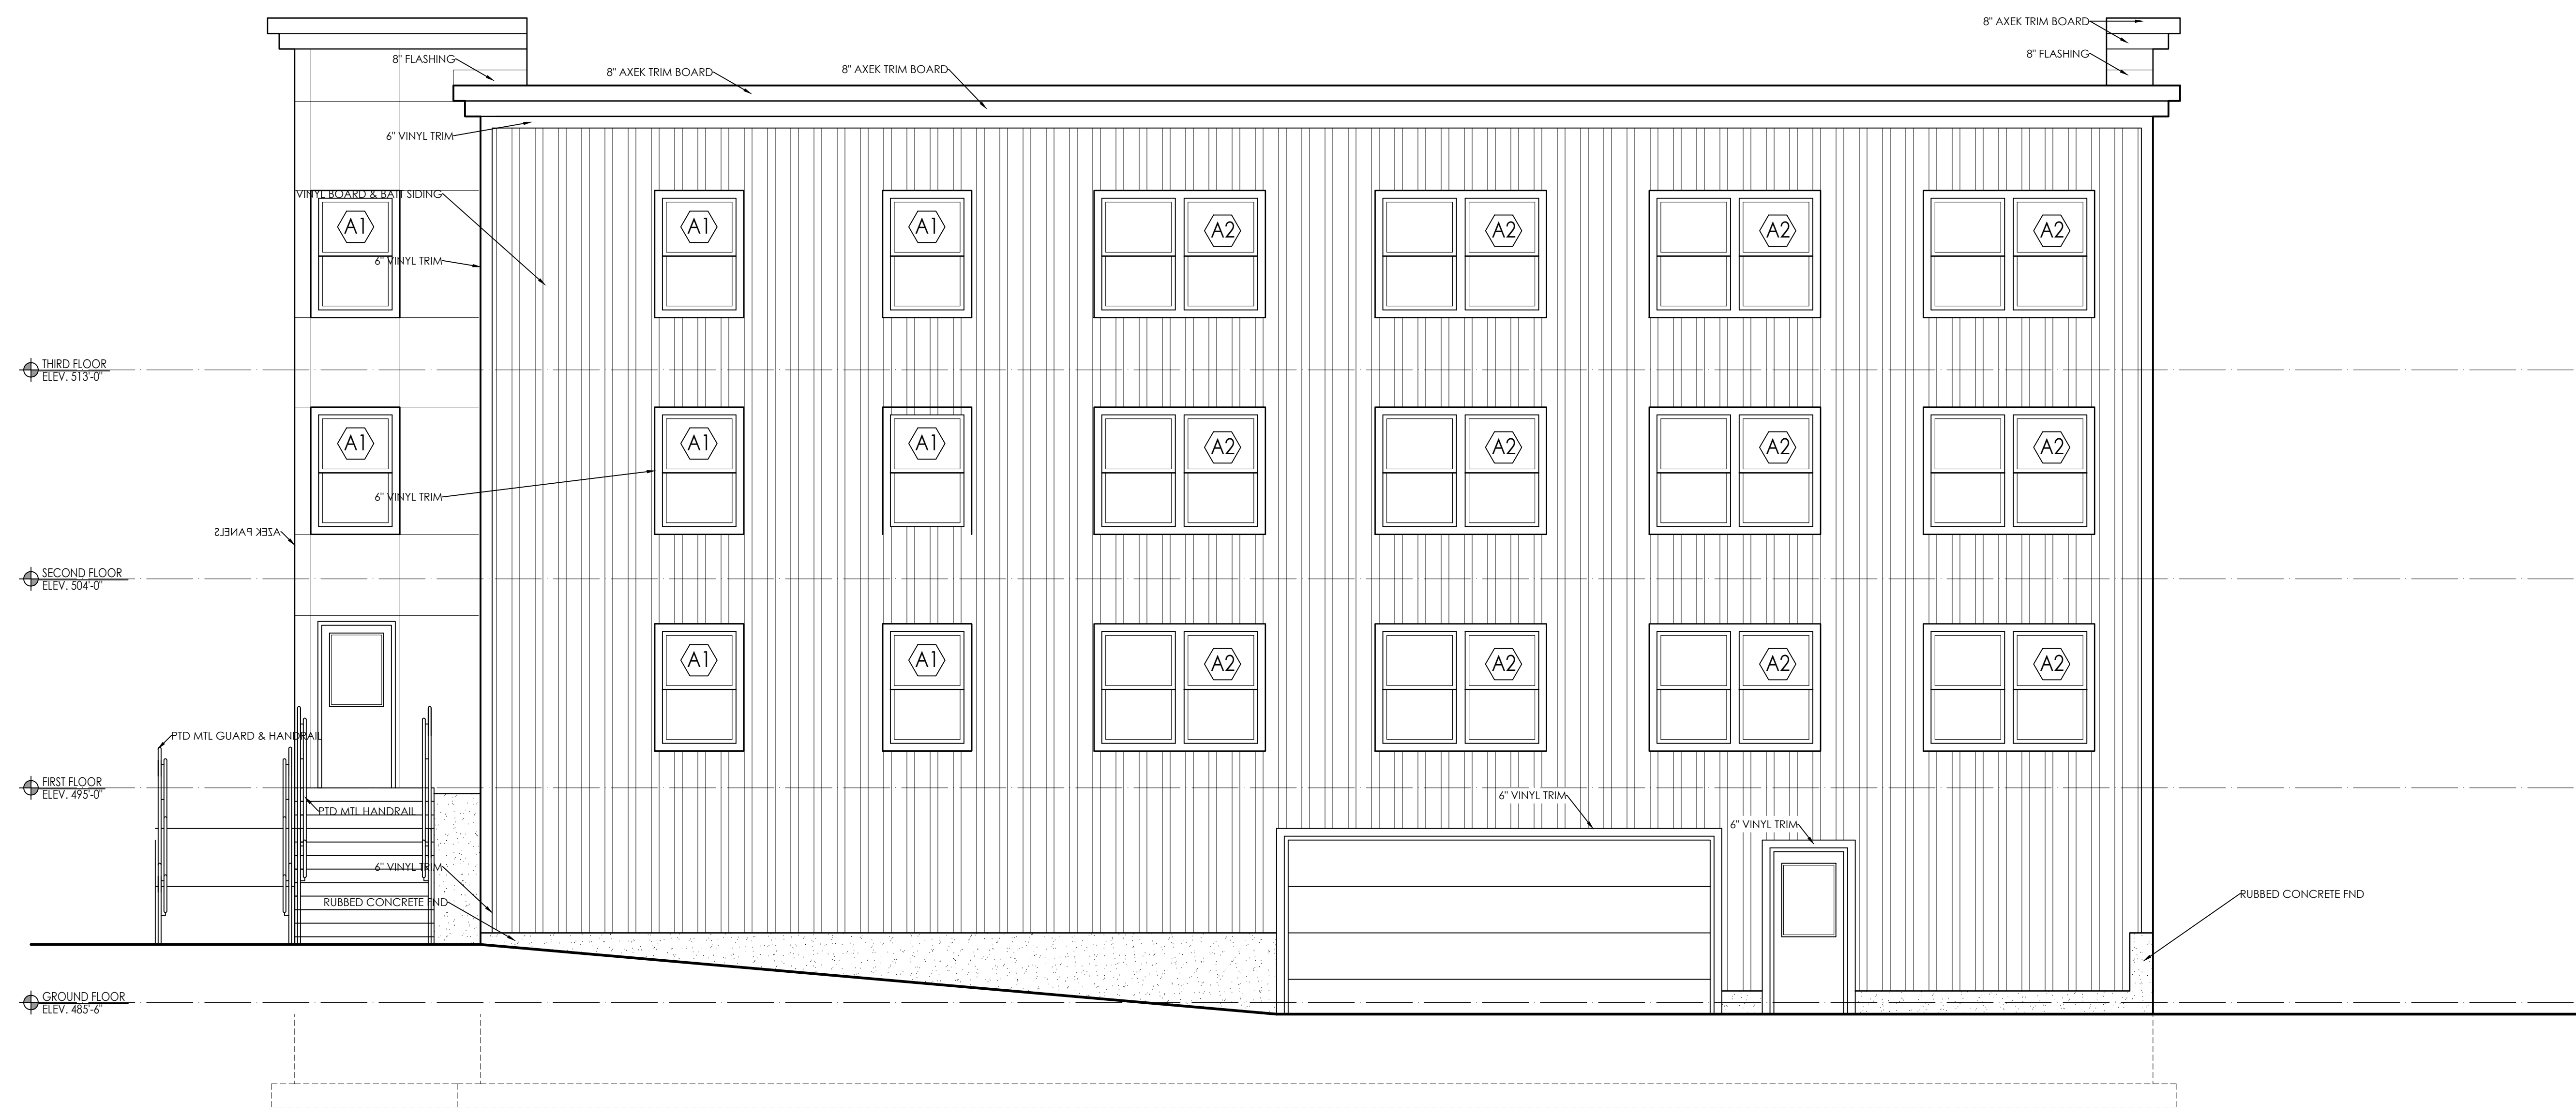 8" AXEK TRIM BOARD
8" FLASHING
8" FLASHING
8" AXEK TRIM BOARD
8" AXEK TRIM BOARD
6" VINYL TRIM
VINYL BOARD & BATT SIDING
A1
A1
A1
A2
A2
A2
A2
6" VINYL TRIM
THIRD FLOOR
ELEV. 513'-0"
A1
A1
A1
A2
A2
A2
A2
6" VINYL TRIM
AZEK PANELS
SECOND FLOOR
ELEV. 504'-0"
A1
A1
A2
A2
A2
A2
PTD MTL GUARD & HANDRAIL
FIRST FLOOR
ELEV. 495'-0"
6" VINYL TRIM
PTD MTL HANDRAIL
6" VINYL TRIM
6" VINYL TRIM
RUBBED CONCRETE FND
RUBBED CONCRETE FND
GROUND FLOOR
ELEV. 485'-6"